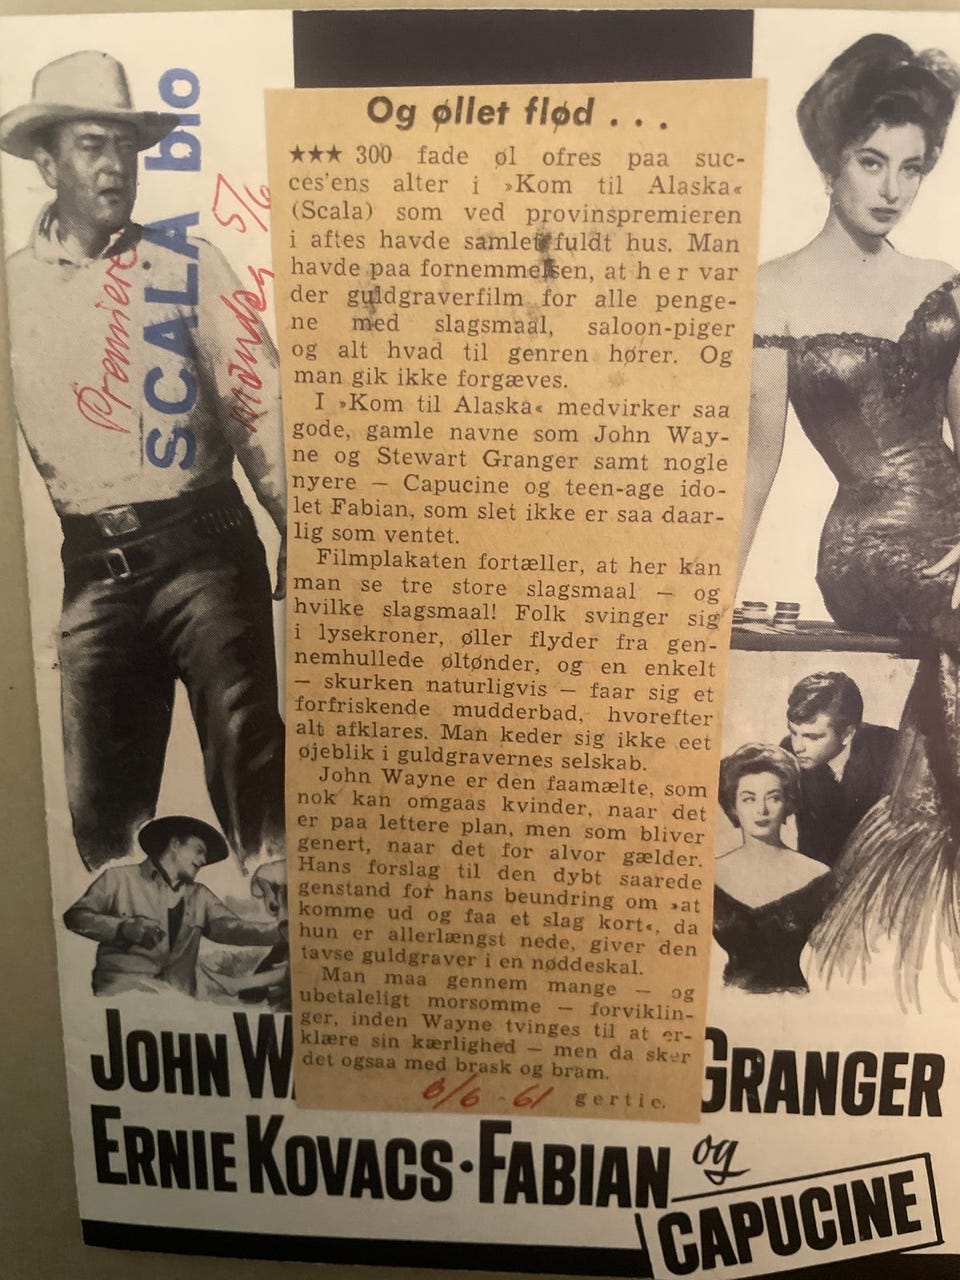 Og øllet flød . . .
★★★ 300 fade øl ofres paa suc-
ces'ens alter i »Kom til Alaska«
(Scala) som ved provinspremieren
i aftes havde samlet fuldt hus. Man
havde paa fornemmelsen, at her var
der guldgraverfilm for alle penge-
ne med slagsmaal, saloon-piger
og alt hvad til genren hører. Og
man gik ikke forgæves.
I »Kom til Alaska« medvirker saa
gode, gamle navne som John Way-
ne og Stewart Granger samt nogle
nyere — Capucine og teen-age ido-
let Fabian, som slet ikke er saa daar-
lig som ventet.
Filmplakaten fortæller, at her kan
man se tre store slagsmaal — og
hvilke slagsmaal! Folk svinger sig
i lysekroner, øller flyder fra gen-
nemhullede øltønder, og en enkelt
— skurken naturligvis — faar sig et
forfriskende mudderbad, hvorefter
alt afklares. Man keder sig ikke eet
øjeblik i guldgravernes selskab.
John Wayne er den faamælte, som
nok kan omgaas kvinder, naar det
er paa lettere plan, men som bliver
genert, naar det for alvor gælder.
Hans forslag til den dybt saarede
genstand for hans beundring om »at
komme ud og faa et slag kort«, da
hun er allerlængst nede, giver den
tavse guldgraver i en nøddeskal.
Man maa gennem mange — og
ubetaleligt morsomme — forviklin-
ger, inden Wayne tvinges til at er-
klære sin kærlighed — men da sker
det ogsaa med brask og bram.
6/6 - 61 gertie.
Premiere
SCALA bio
mandag 5/6
JOHN W
GRANGER
ERNIE KOVACS · FABIAN og
CAPUCINE